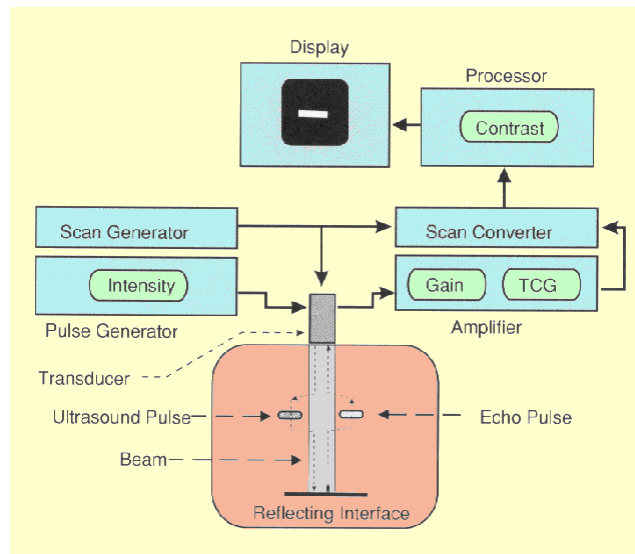 Display
Processor
Contrast
Scan Generator
Scan Converter
Intensity
Gain
TCG
Pulse Generator
Amplifier
Transducer
Ultrasound Pulse
Echo Pulse
Beam
Reflecting Interface